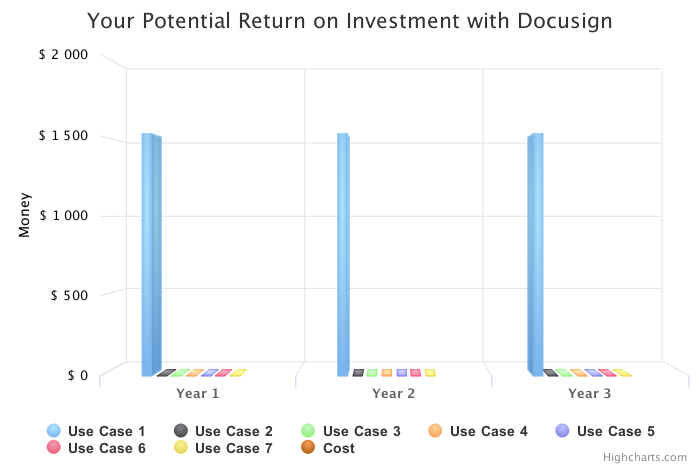 Your Potential Return on Investment with Docusign
$ 2 000
$ 1 500
$ 1 000
$ 500
$ 0
Money
Year 1 Year 2 Year 3
Use Case 1 Use Case 2 Use Case 3 Use Case 4 Use Case 5
Use Case 6 Use Case 7 Cost
Highcharts.com